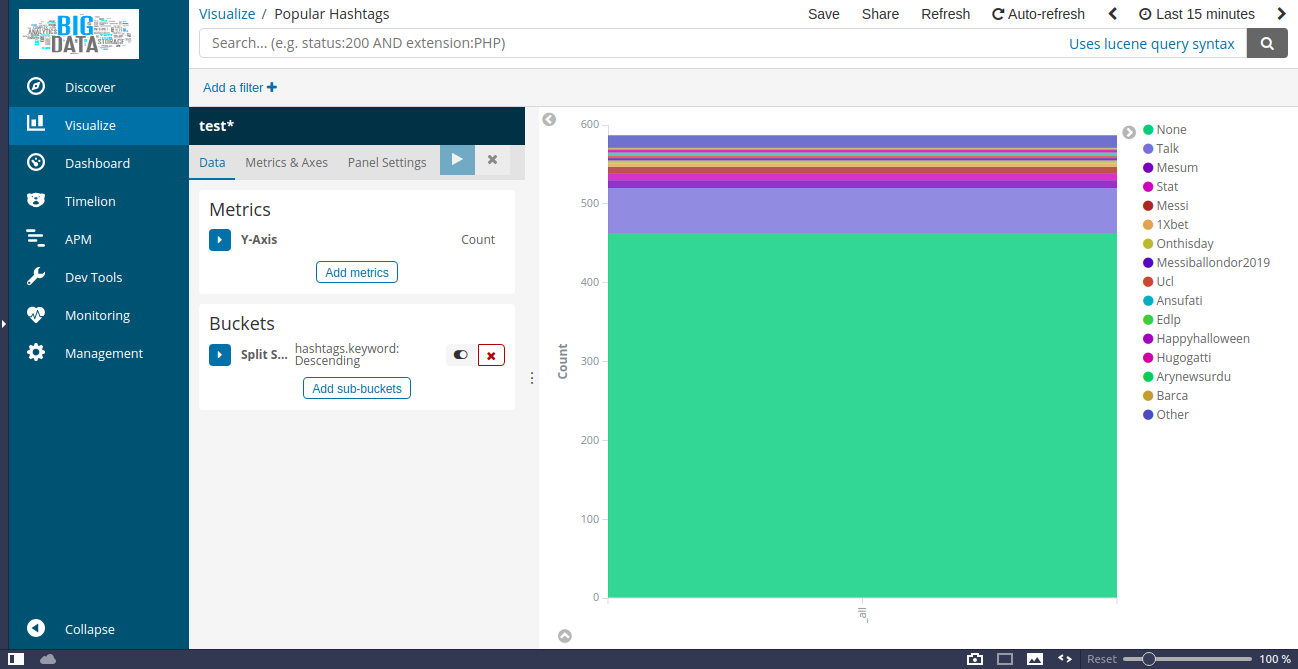 BIG
DATA
ANALYTICS
STORAGE
Visualize / Popular Hashtags
Save Share Refresh Auto-refresh Last 15 minutes
Search... (e.g. status:200 AND extension:PHP)
Uses lucene query syntax
Add a filter
Discover
Visualize
Dashboard
Timelion
APM
Dev Tools
Monitoring
Management
Collapse
test*
Data Metrics & Axes Panel Settings
Metrics
Y-Axis Count
Add metrics
Buckets
Split S... hashtags.keyword:
Descending
Add sub-buckets
Count
600
500
400
300
200
100
0
_all
None
Talk
Mesum
Stat
Messi
1Xbet
Onthisday
Messiballondor2019
Ucl
Ansufati
Edlp
Happyhalloween
Hugogatti
Arynewsurdu
Barca
Other
Reset 100 %